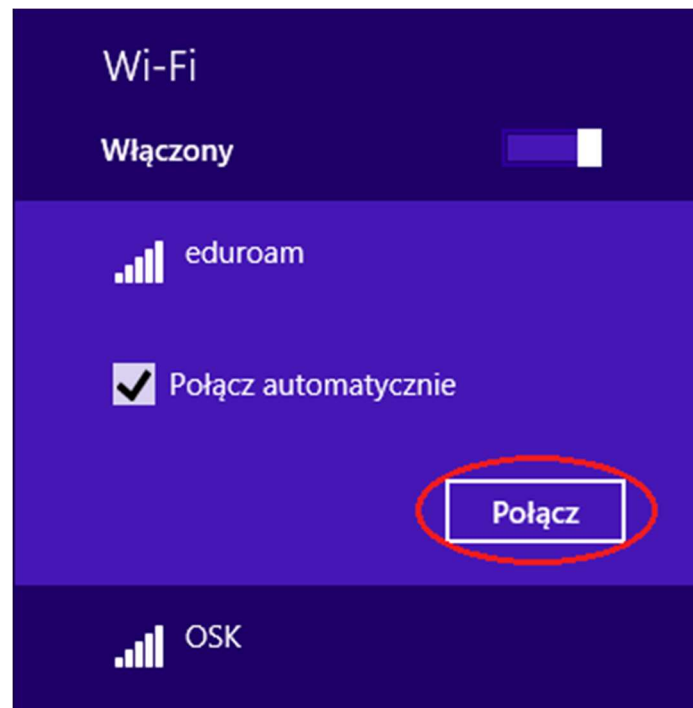 Wi-Fi
Włączony
eduroam
Połącz automatycznie
Połącz
OSK